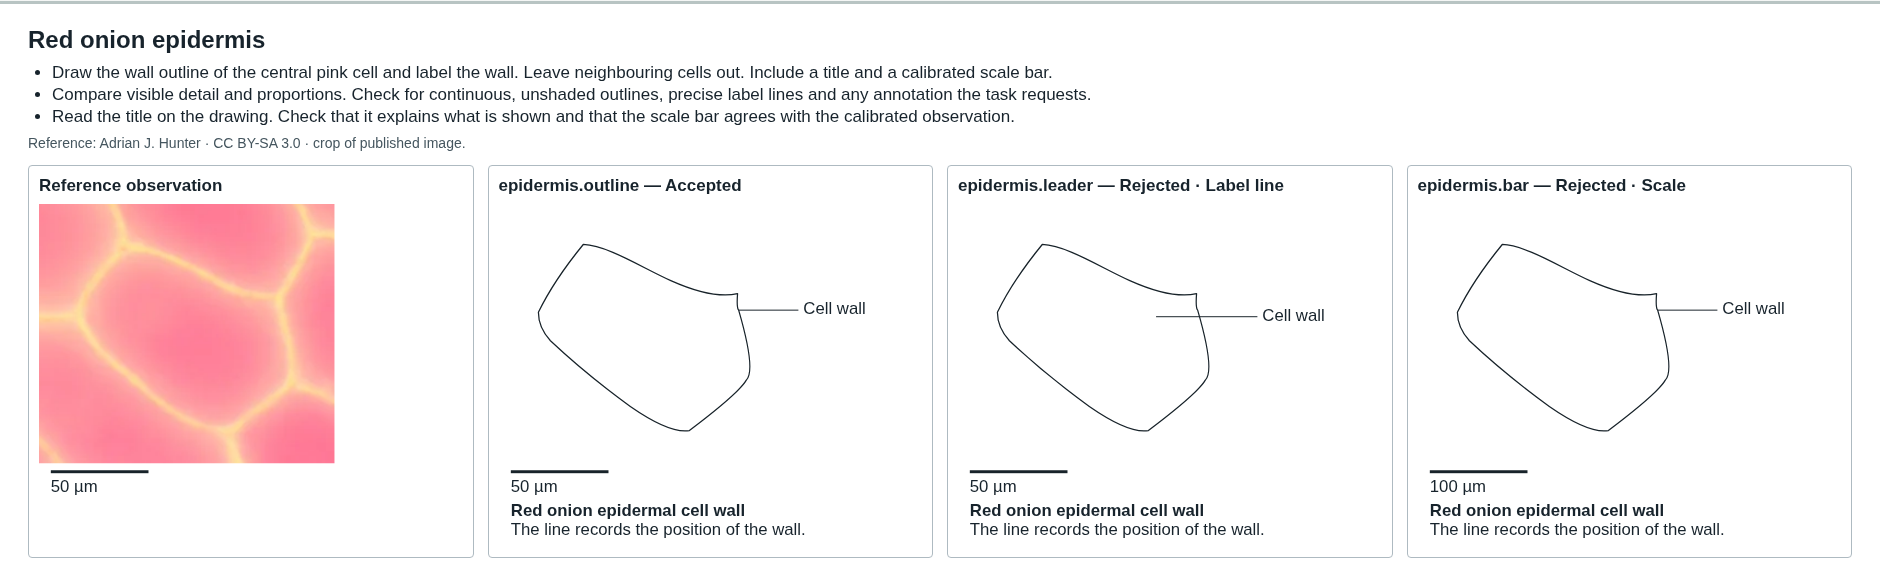 Red onion epidermis
• Draw the wall outline of the central pink cell and label the wall. Leave neighbouring cells out. Include a title and a calibrated scale bar.
• Compare visible detail and proportions. Check for continuous, unshaded outlines, precise label lines and any annotation the task requests.
• Read the title on the drawing. Check that it explains what is shown and that the scale bar agrees with the calibrated observation.
Reference: Adrian J. Hunter · CC BY-SA 3.0 · crop of published image.
Reference observation
50 µm
epidermis.outline — Accepted
Cell wall
50 µm
Red onion epidermal cell wall
The line records the position of the wall.
epidermis.leader — Rejected · Label line
Cell wall
50 µm
Red onion epidermal cell wall
The line records the position of the wall.
epidermis.bar — Rejected · Scale
Cell wall
100 µm
Red onion epidermal cell wall
The line records the position of the wall.